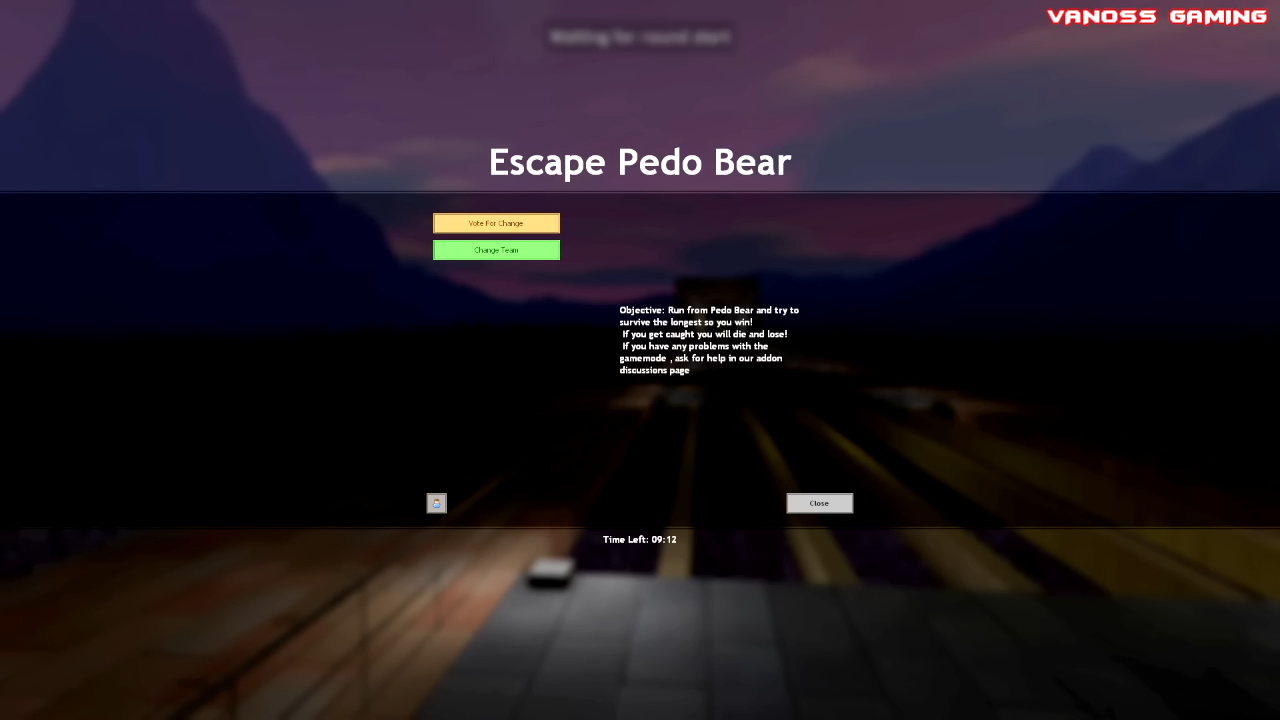 VANOSS GAMING
Waiting for round start
Escape Pedo Bear
Vote For Change
Change Team
Objective: Run from Pedo Bear and try to
survive the longest so you win!
If you get caught you will die and lose!
If you have any problems with the
gamemode , ask for help in our addon
discussions page
Close
Time Left: 09:12